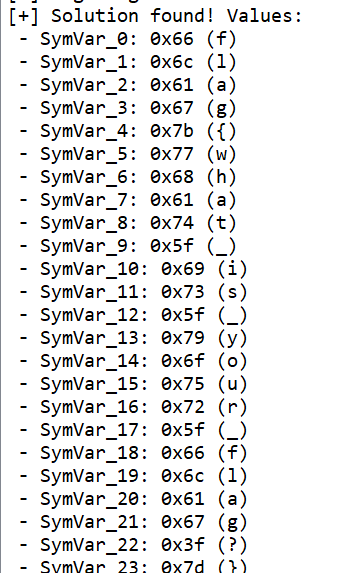 [+] Solution found! Values:
- SymVar_0: 0x66 (f)
- SymVar_1: 0x6c (l)
- SymVar_2: 0x61 (a)
- SymVar_3: 0x67 (g)
- SymVar_4: 0x7b ({)
- SymVar_5: 0x77 (w)
- SymVar_6: 0x68 (h)
- SymVar_7: 0x61 (a)
- SymVar_8: 0x74 (t)
- SymVar_9: 0x5f (_)
- SymVar_10: 0x69 (i)
- SymVar_11: 0x73 (s)
- SymVar_12: 0x5f (_)
- SymVar_13: 0x79 (y)
- SymVar_14: 0x6f (o)
- SymVar_15: 0x75 (u)
- SymVar_16: 0x72 (r)
- SymVar_17: 0x5f (_)
- SymVar_18: 0x66 (f)
- SymVar_19: 0x6c (l)
- SymVar_20: 0x61 (a)
- SymVar_21: 0x67 (g)
- SymVar_22: 0x3f (?)
- SymVar_23: 0x7d (})